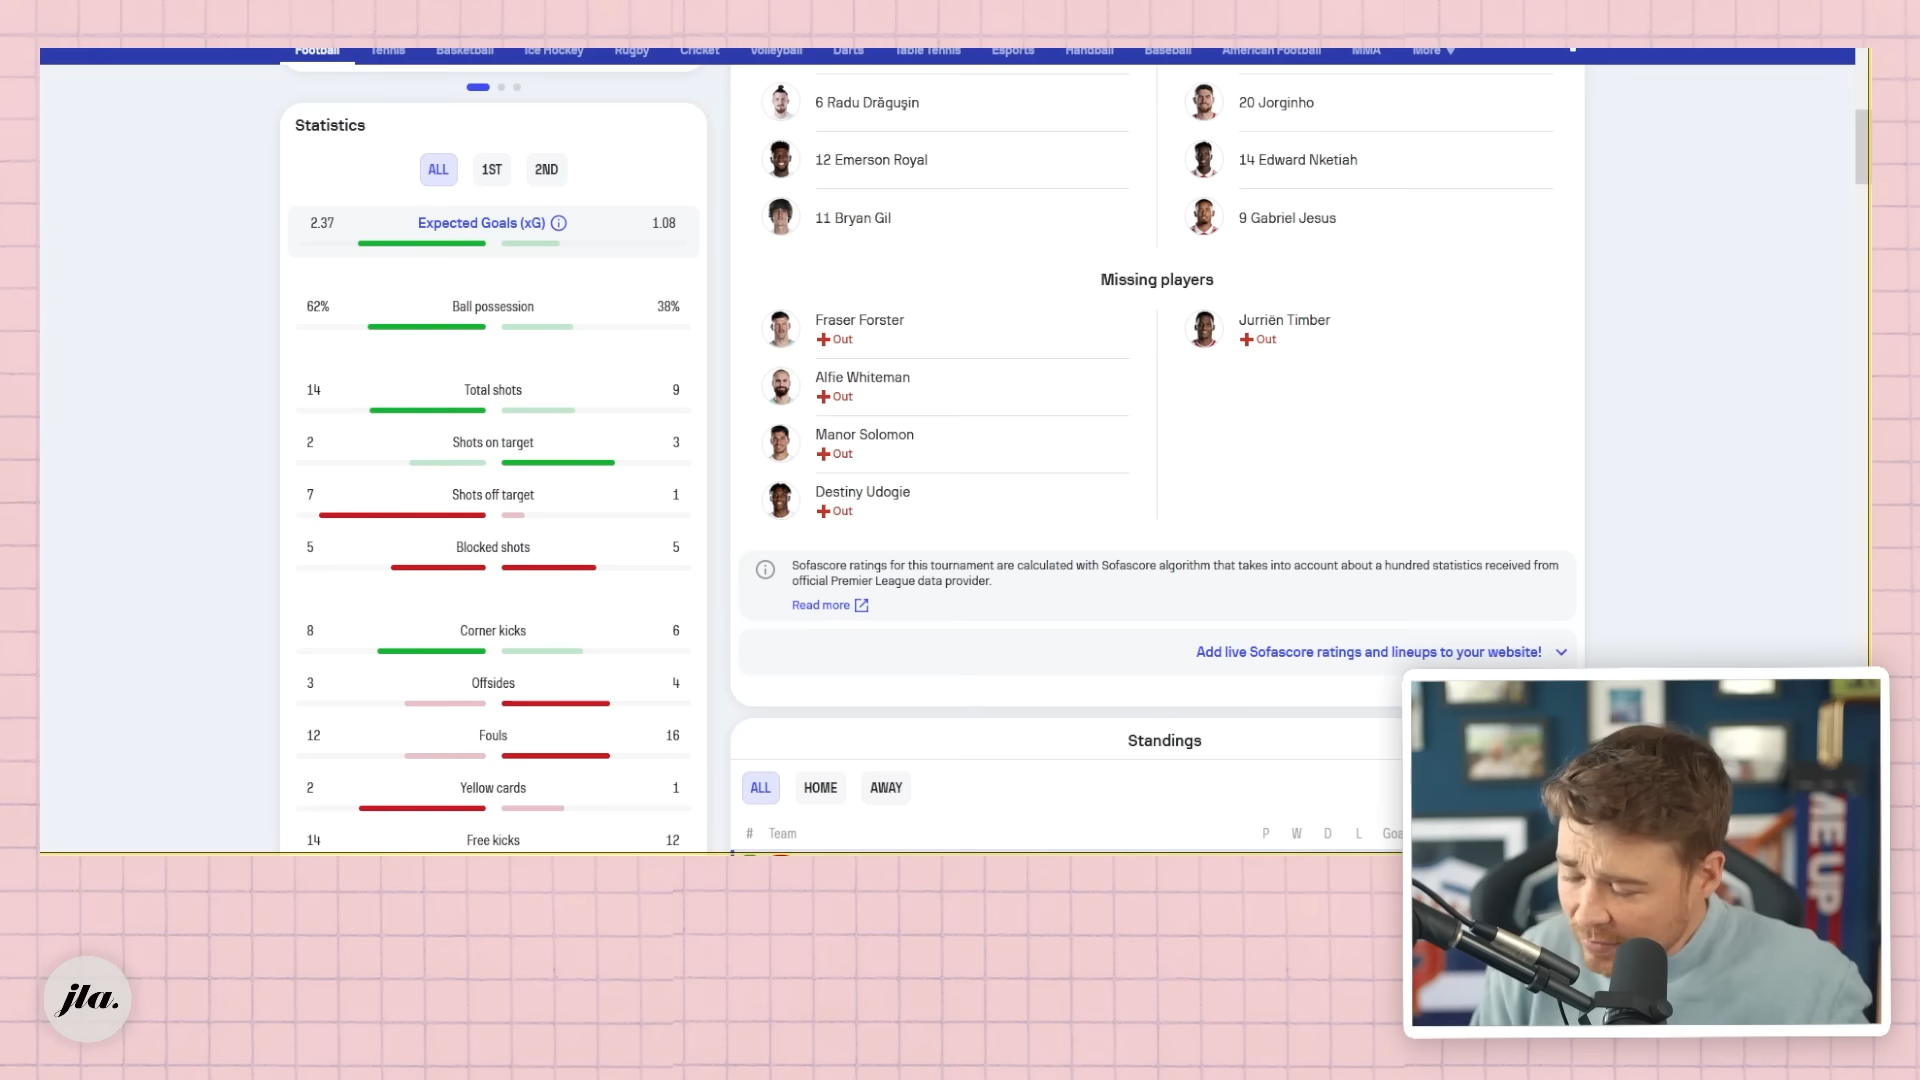 Football Tennis Basketball Ice Hockey Rugby Cricket Volleyball Darts Table Tennis Esports Handball Baseball American Football MMA More
Statistics
ALL 1ST 2ND
2.37 Expected Goals (xG) 1.08
62% Ball possession 38%
14 Total shots 9
2 Shots on target 3
7 Shots off target 1
5 Blocked shots 5
8 Corner kicks 6
3 Offsides 4
12 Fouls 16
2 Yellow cards 1
14 Free kicks 12
6 Radu Drăguşin
12 Emerson Royal
11 Bryan Gil
20 Jorginho
14 Edward Nketiah
9 Gabriel Jesus
Missing players
Fraser Forster
Out
Alfie Whiteman
Out
Manor Solomon
Out
Destiny Udogie
Out
Jurriën Timber
Out
Sofascore ratings for this tournament are calculated with Sofascore algorithm that takes into account about a hundred statistics received from
official Premier League data provider.
Read more
Add live Sofascore ratings and lineups to your website!
Standings
ALL HOME AWAY
# Team P W D L Goa
ME UP
jla.